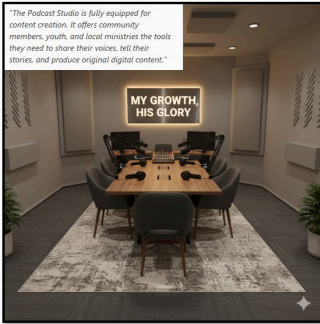 "The Podcast Studio is fully equipped for
content creation. It offers community
members, youth, and local ministries the tools
they need to share their voices, tell their
stories, and produce original digital content."
MY GROWTH,
HIS GLORY